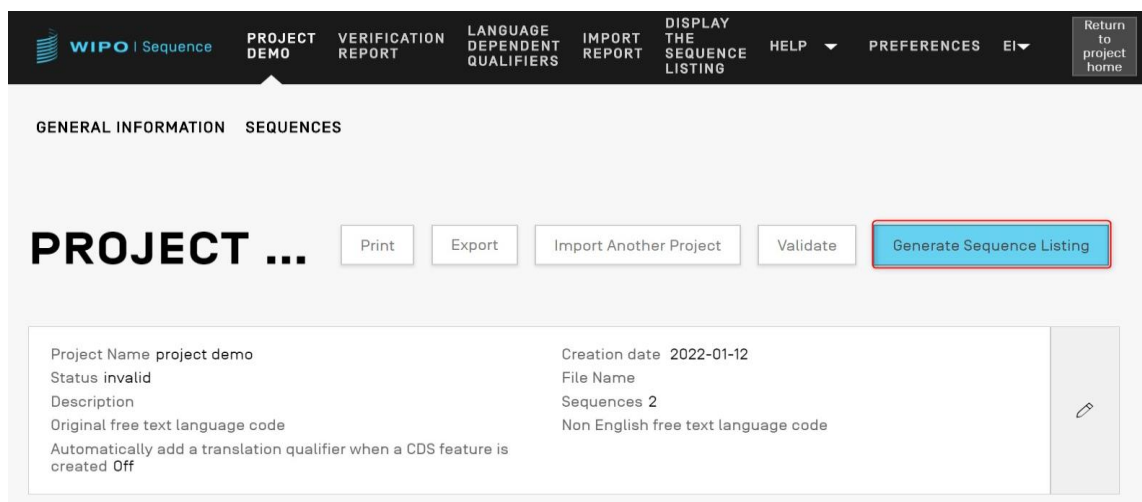 WIPO | Sequence
PROJECT DEMO
VERIFICATION REPORT
LANGUAGE DEPENDENT QUALIFIERS
IMPORT REPORT
DISPLAY THE SEQUENCE LISTING
HELP
PREFERENCES
EI
Return to project home
GENERAL INFORMATION SEQUENCES
PROJECT ... Print Export Import Another Project Validate Generate Sequence Listing
Project Name project demo
Status invalid
Description
Original free text language code
Automatically add a translation qualifier when a CDS feature is
created Off
Creation date 2022-01-12
File Name
Sequences 2
Non English free text language code